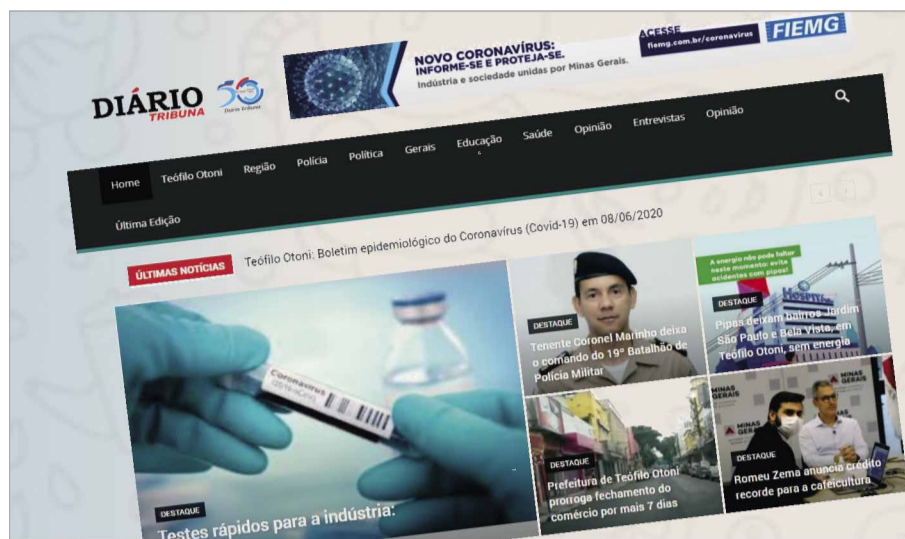 DIÁRIO
TRIBUNA
50
Diário Tribuna
NOVO CORONAVÍRUS:
INFORME-SE E PROTEJA-SE.
Indústria e sociedade unidas por Minas Gerais.
ACESSE
fiemg.com.br/coronavirus
FIEMG
Home
Teófilo Otoni
Região
Polícia
Política
Gerais
Educação
Saúde
Opinião
Entrevistas
Opinião
Última Edição
ÚLTIMAS NOTÍCIAS
Teófilo Otoni: Boletim epidemiológico do Coronavírus (Covid-19) em 08/06/2020
Coronavirus
(2019-nCoV)
DESTAQUE
Testes rápidos para a indústria:
DESTAQUE
Tenente Coronel Marinho deixa
o comando do 19º Batalhão de
Polícia Militar
A energia não pode faltar
neste momento: evite
acidentes com pipas!
HOSPITAL
DESTAQUE
Pipas deixam bairros Jardim
São Paulo e Bela Vista, em
Teófilo Otoni, sem energia
DESTAQUE
Prefeitura de Teófilo Otoni
prorroga fechamento do
comércio por mais 7 dias
MINAS
GERAIS
MINAS
GERAIS
DESTAQUE
Romeu Zema anuncia crédito
recorde para a cafeicultura